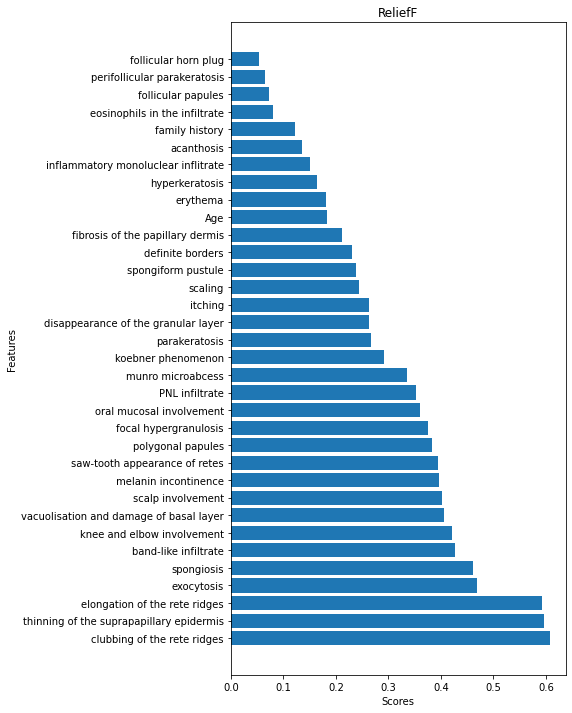 ReliefF
follicular horn plug
perifollicular parakeratosis
follicular papules
eosinophils in the infiltrate
family history
acanthosis
inflammatory monoluclear inflitrate
hyperkeratosis
erythema
Age
fibrosis of the papillary dermis
definite borders
spongiform pustule
scaling
itching
disappearance of the granular layer
parakeratosis
koebner phenomenon
munro microabcess
PNL infiltrate
oral mucosal involvement
focal hypergranulosis
polygonal papules
saw-tooth appearance of retes
melanin incontinence
scalp involvement
vacuolisation and damage of basal layer
knee and elbow involvement
band-like infiltrate
spongiosis
exocytosis
elongation of the rete ridges
thinning of the suprapapillary epidermis
clubbing of the rete ridges
Features
0.0 0.1 0.2 0.3 0.4 0.5 0.6
Scores